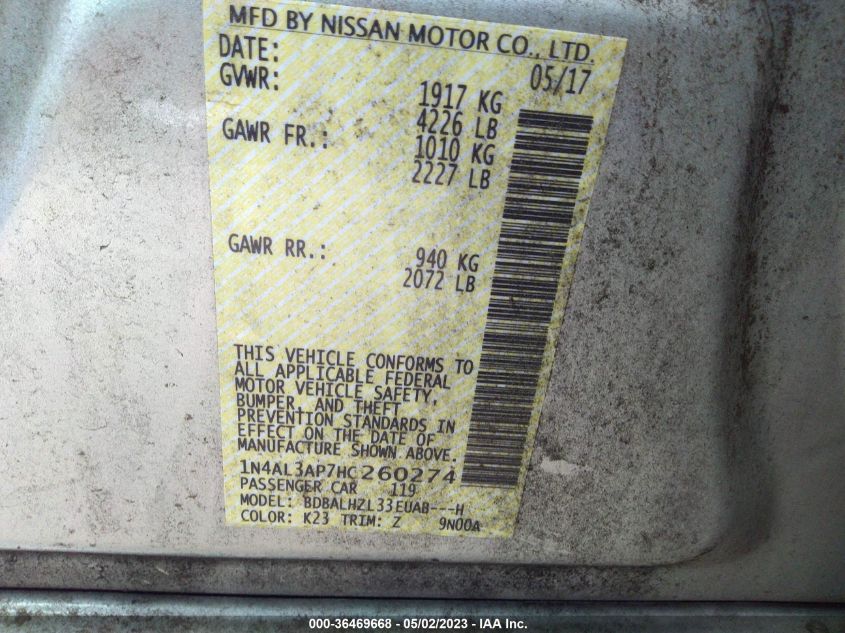 MFD BY NISSAN MOTOR CO., LTD.
DATE: 05/17
GVWR: 1917 KG
4226 LB
GAWR FR.: 1010 KG
2227 LB
GAWR RR.: 940 KG
2072 LB
THIS VEHICLE CONFORMS TO
ALL APPLICABLE FEDERAL
MOTOR VEHICLE SAFETY,
BUMPER, AND THEFT
PREVENTION STANDARDS IN
EFFECT ON THE DATE OF
MANUFACTURE SHOWN ABOVE.
1N4AL3AP7HC260274
PASSENGER CAR 119
MODEL: BDBALHZL33EUAB---H
COLOR: K23 TRIM: Z 9N00A
000-36469668 - 05/02/2023 - IAA Inc.